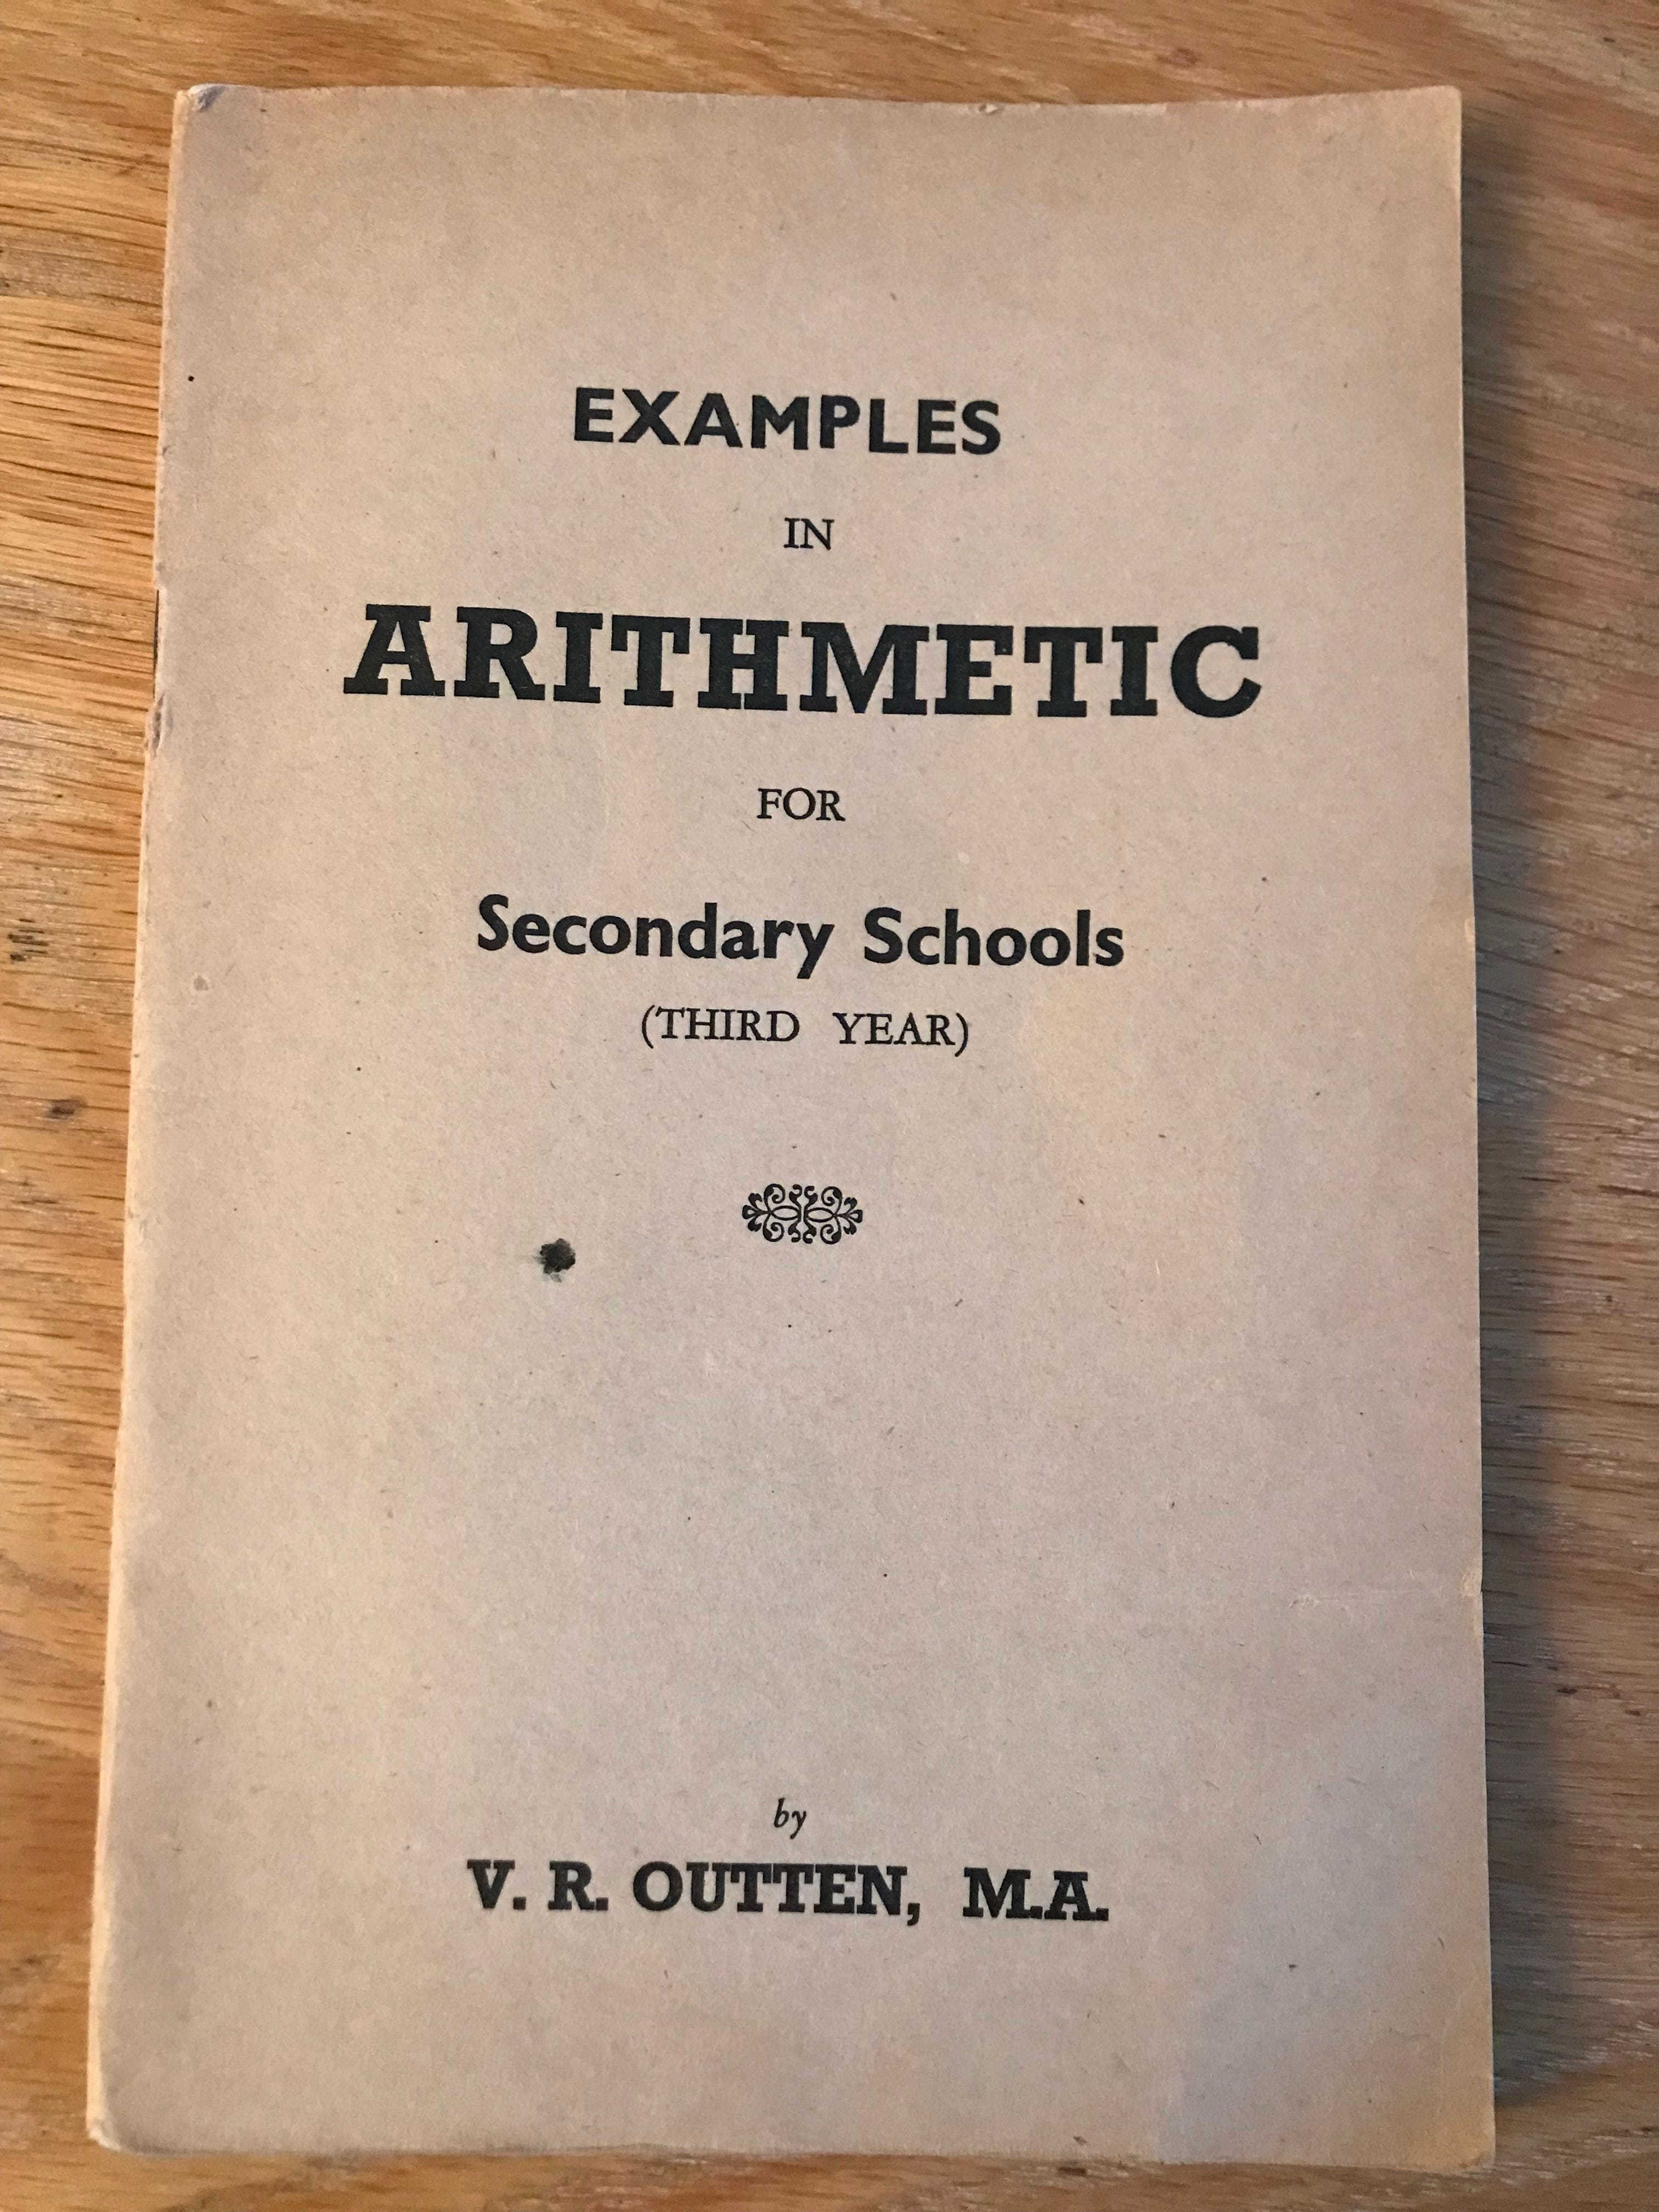 EXAMPLES
IN
ARITHMETIC
FOR
Secondary Schools
(THIRD YEAR)
by
V. R. OUTTEN, M.A.